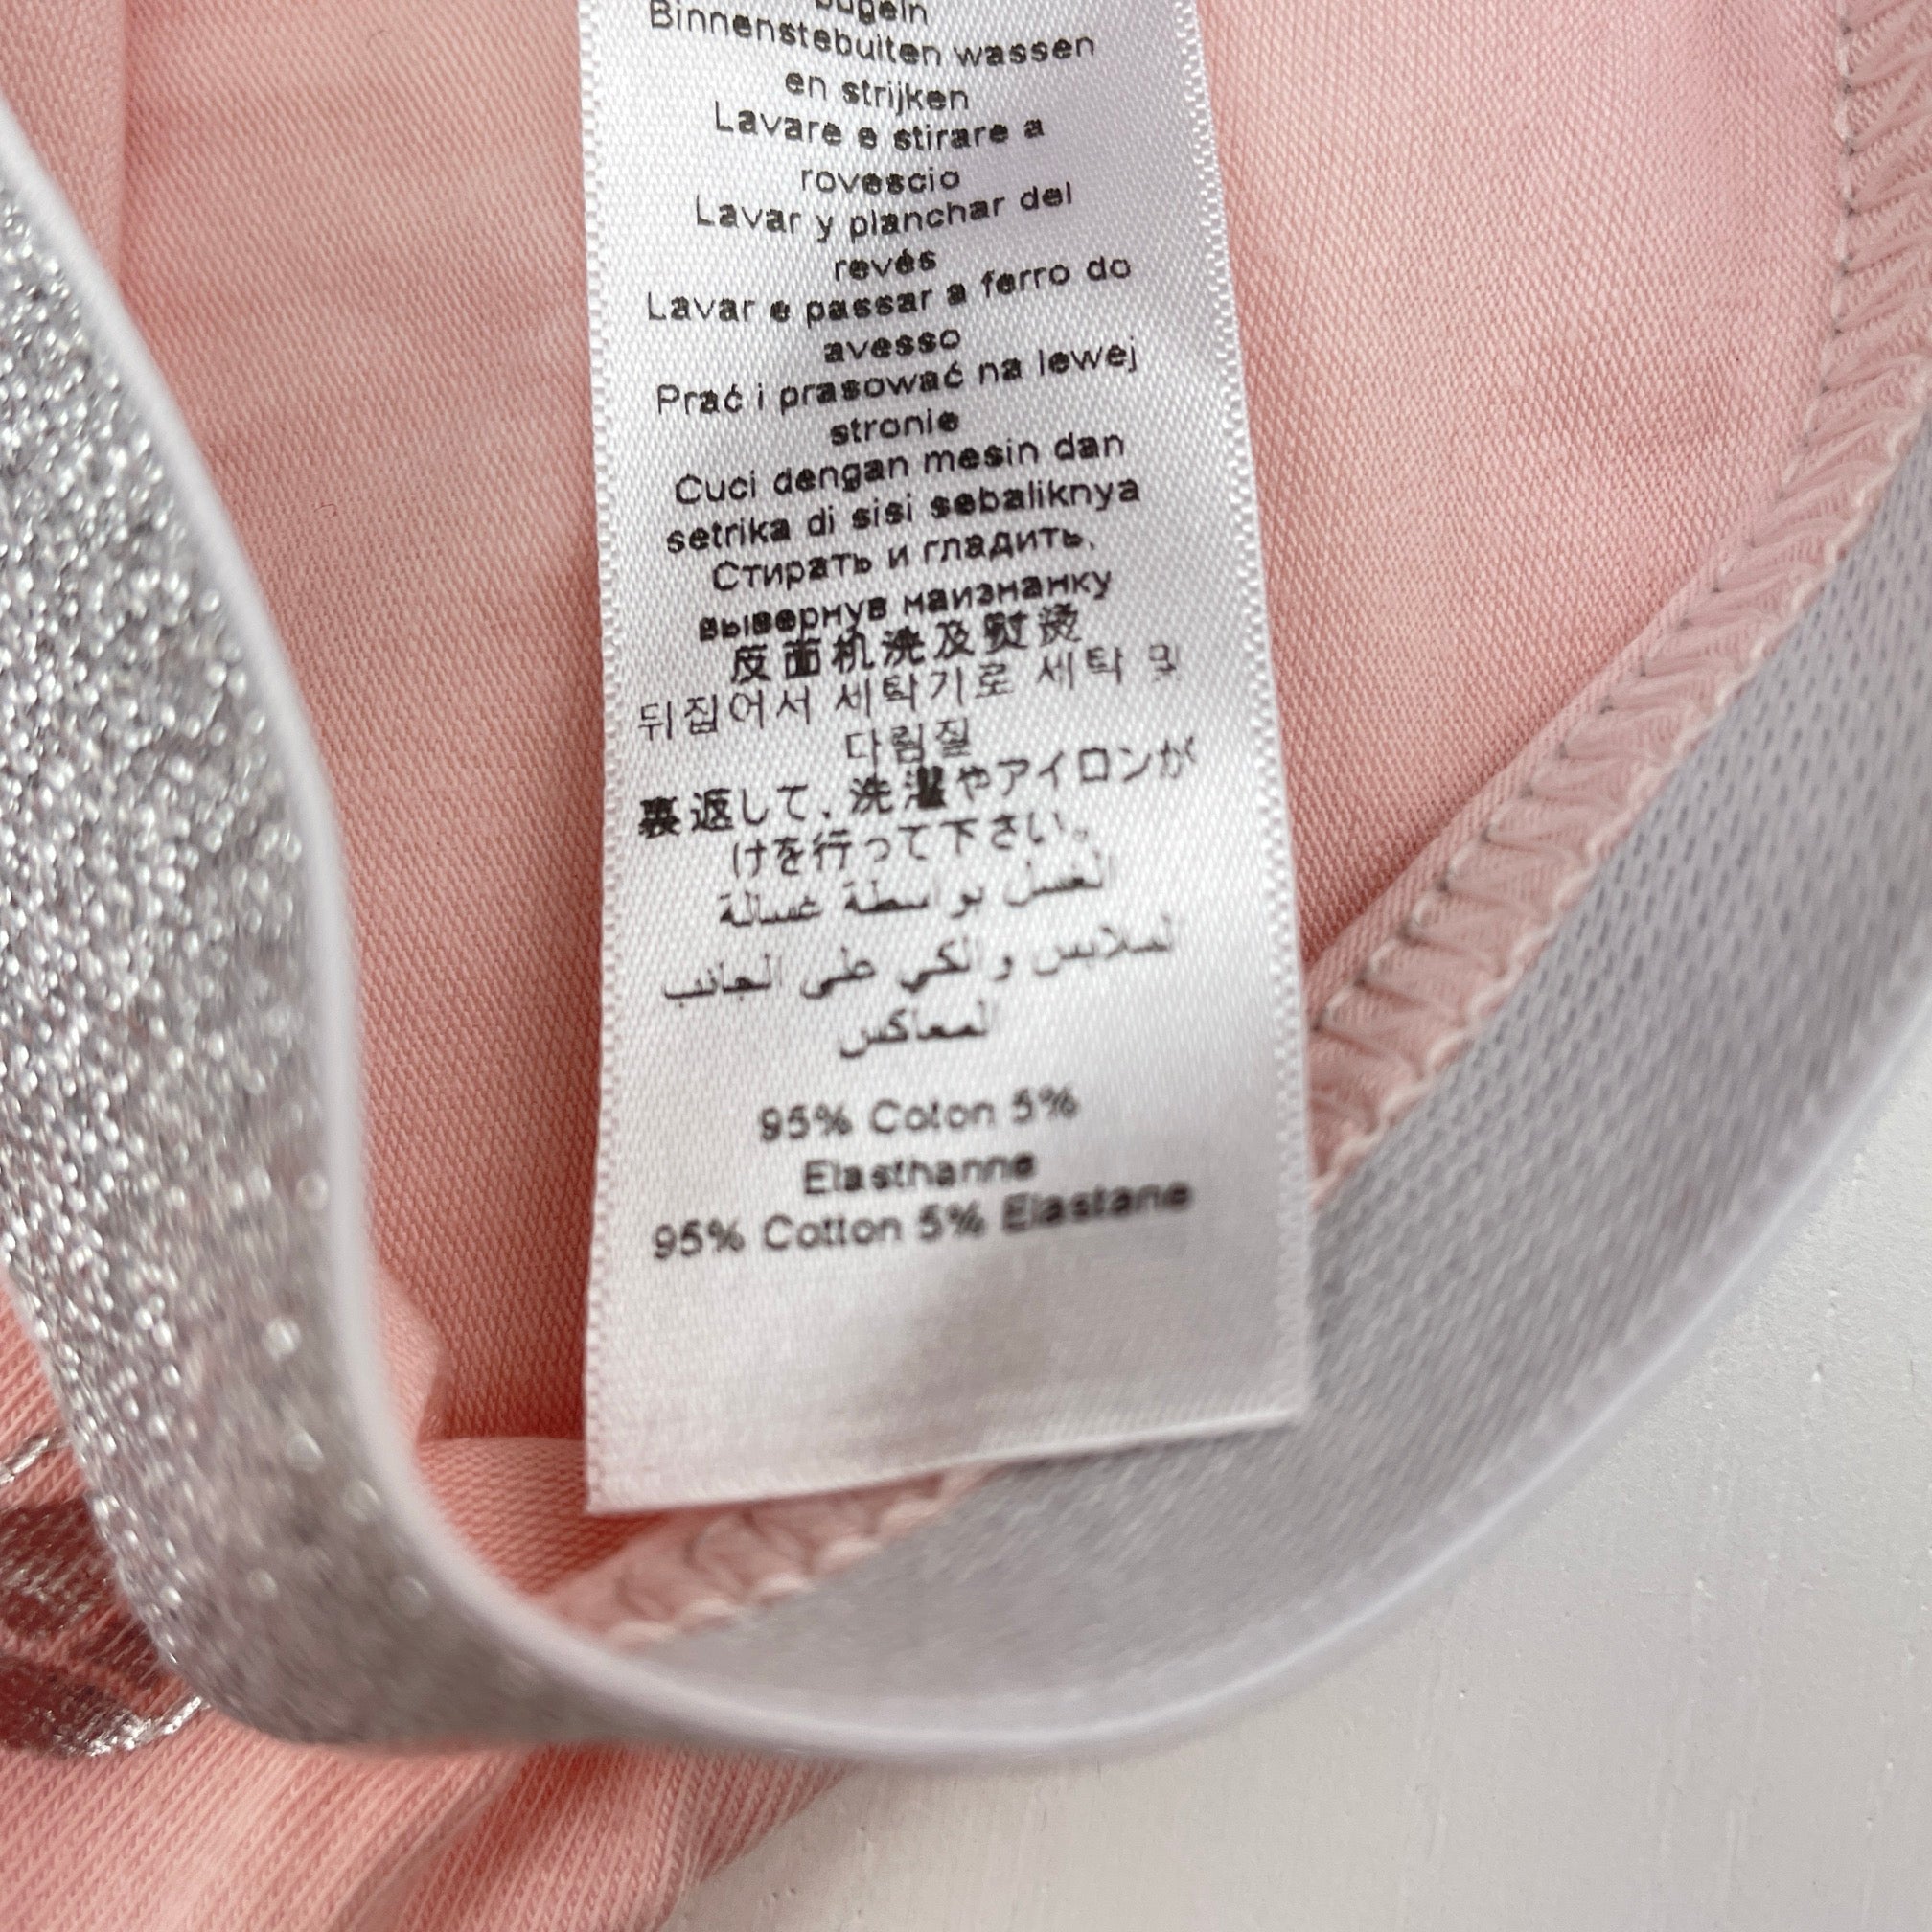 bügeln
Binnenstebuiten wassen
en strijken
Lavare e stirare a
rovescio
Lavar y planchar del
revés
Lavar e passar a ferro do
avesso
Prać i prasować na lewej
stronie
Cuci dengan mesin dan
setrika di sisi sebaliknya
Стирать и гладить,
вывернув наизнанку
反面机洗及熨烫
뒤집어서 세탁기로 세탁 및
다림질
裏返して、洗濯やアイロンが
けを行って下さい。
الغسل بواسطة غسالة
الملابس والكي على الجانب
المعاكس
95% Coton 5%
Elasthanne
95% Cotton 5% Elastane